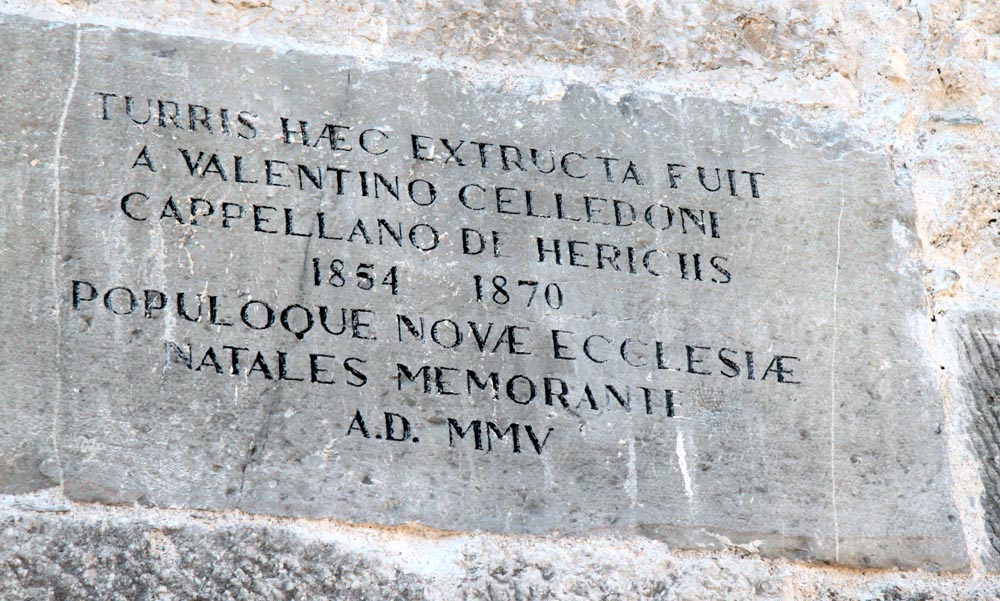 TURRIS HÆC EXTRUCTA FUIT
A VALENTINO CELLEDONI
CAPPELLANO DE HERICIIS
1854 1870
POPULOQUE NOVÆ ECCLESIÆ
NATALES MEMORANTE
A.D. MMV